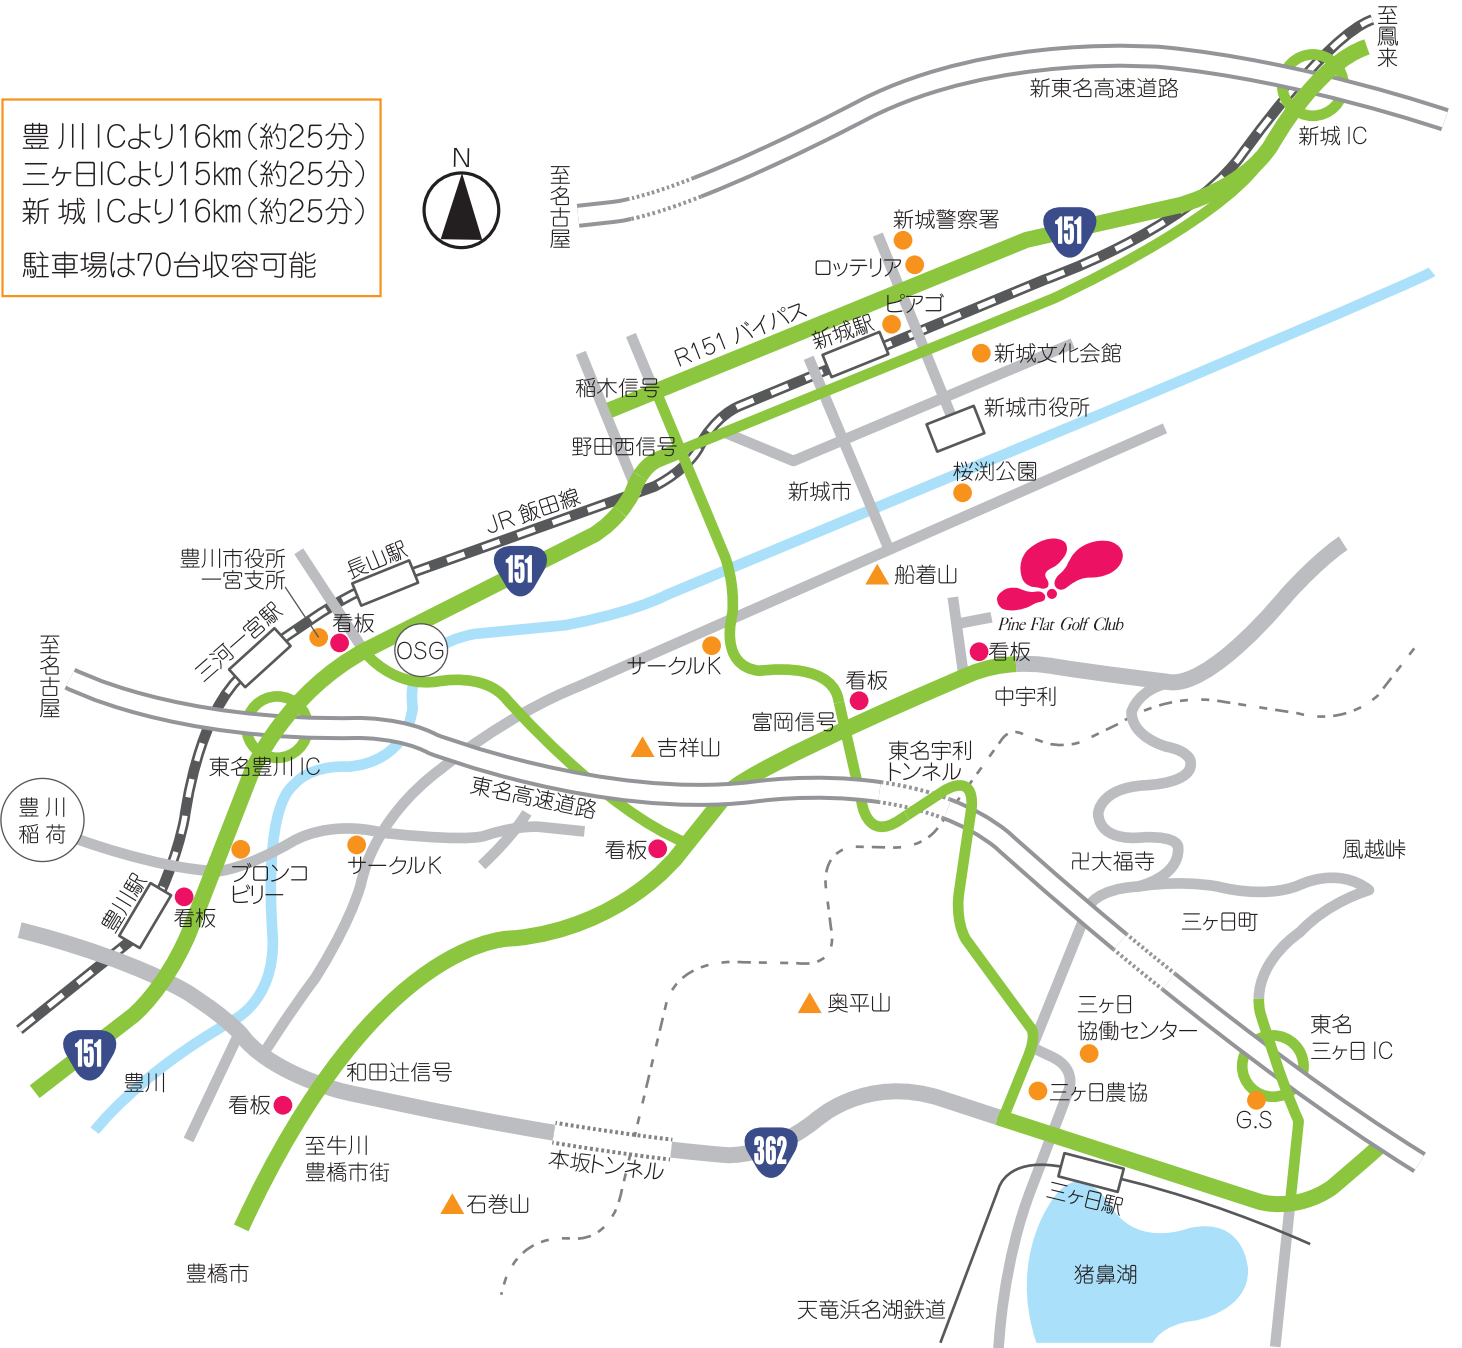 至鳳来
新東名高速道路
新城 IC
豊 川 ICより16km(約25分)
三ヶ日ICより15km(約25分)
新 城 ICより16km(約25分)
駐車場は70台収容可能
N
至名古屋
新城警察署
151
ロッテリア
ピアゴ
R151 バイパス
新城駅
新城文化会館
稲木信号
新城市役所
野田西信号
桜渕公園
新城市
JR 飯田線
長山駅
豊川市役所
一宮支所
151
船着山
三河一宮駅
看板
Pine Flat Golf Club
OSG
至名古屋
サークルK
看板
看板
中宇利
富岡信号
吉祥山
東名宇利
トンネル
東名豊川IC
東名高速道路
豊 川
稲 荷
サークルK
看板
ブロンコ
ビリー
風越峠
卍大福寺
豊川駅
看板
三ヶ日町
奥平山
三ヶ日
協働センター
東名
三ヶ日 IC
151
豊川
和田辻信号
三ヶ日農協
看板
G.S
至牛川
豊橋市街
362
本坂トンネル
三ヶ日駅
石巻山
豊橋市
猪鼻湖
天竜浜名湖鉄道